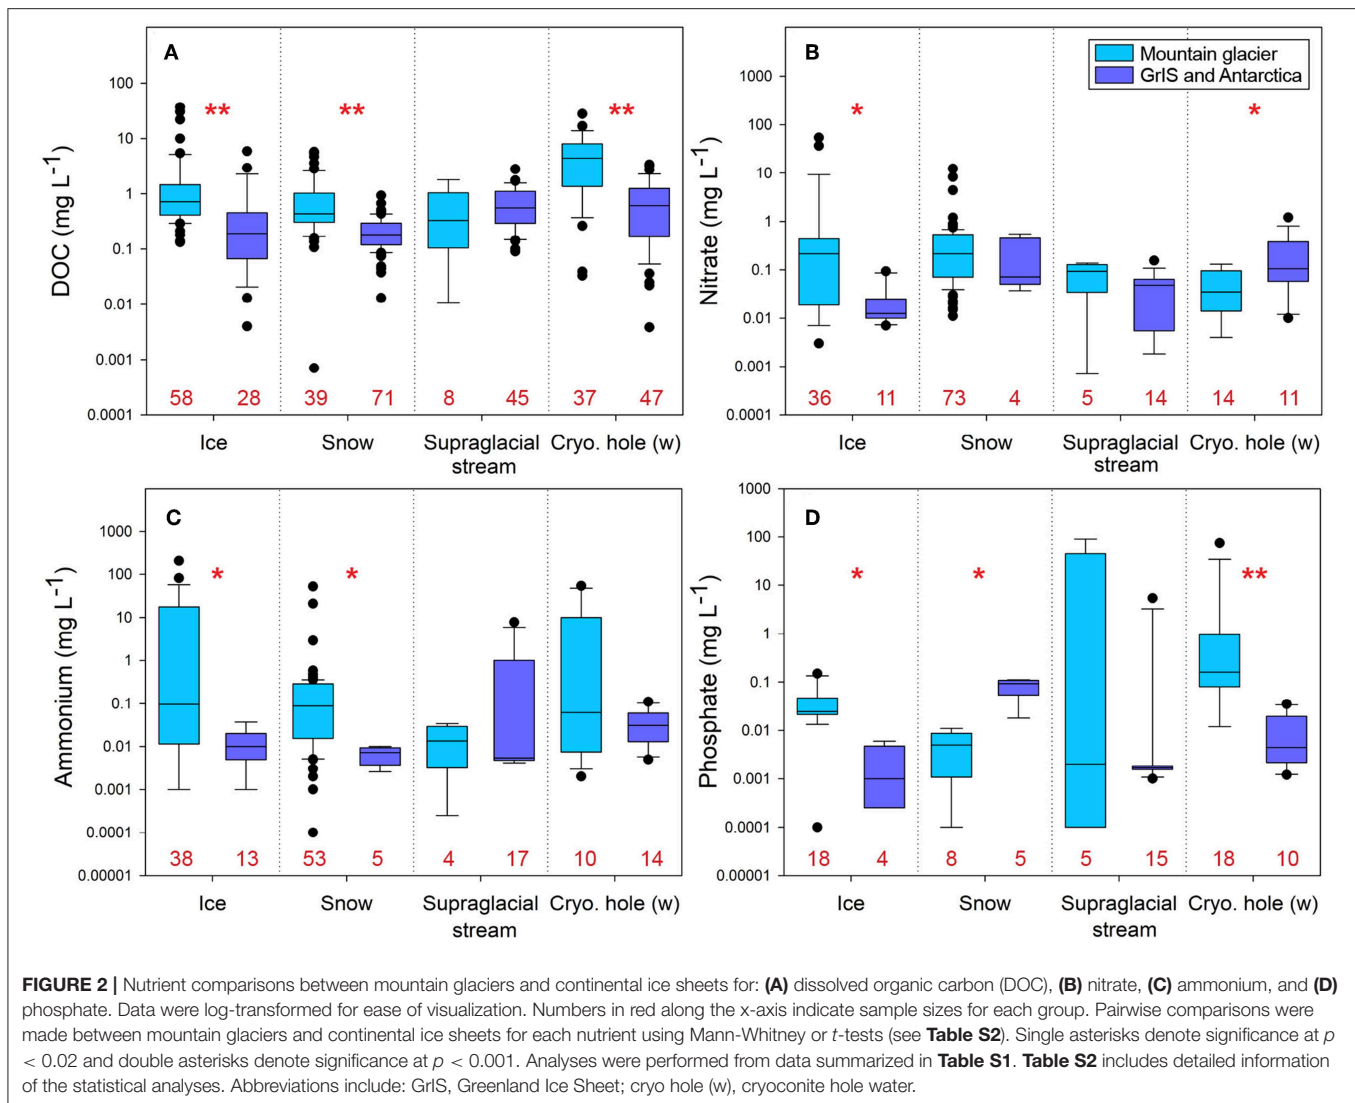 A
DOC (mg L-1)
100
10
1
0.1
0.01
0.001
0.0001
** ** **
58 28 39 71 8 45 37 47
Ice Snow Supraglacial stream Cryo. hole (w)
B
Mountain glacier
GrIS and Antarctica
Nitrate (mg L-1)
1000
100
10
1
0.1
0.01
0.001
0.0001
* *
36 11 73 4 5 14 14 11
Ice Snow Supraglacial stream Cryo. hole (w)
C
Ammonium (mg L-1)
1000
100
10
1
0.1
0.01
0.001
0.0001
0.00001
* *
38 13 53 5 4 17 10 14
Ice Snow Supraglacial stream Cryo. hole (w)
D
Phosphate (mg L-1)
1000
100
10
1
0.1
0.01
0.001
0.0001
0.00001
* * **
18 4 8 5 5 15 18 10
Ice Snow Supraglacial stream Cryo. hole (w)
FIGURE 2 | Nutrient comparisons between mountain glaciers and continental ice sheets for: (A) dissolved organic carbon (DOC), (B) nitrate, (C) ammonium, and (D)
phosphate. Data were log-transformed for ease of visualization. Numbers in red along the x-axis indicate sample sizes for each group. Pairwise comparisons were
made between mountain glaciers and continental ice sheets for each nutrient using Mann-Whitney or t-tests (see Table S2). Single asterisks denote significance at p
< 0.02 and double asterisks denote significance at p < 0.001. Analyses were performed from data summarized in Table S1. Table S2 includes detailed information
of the statistical analyses. Abbreviations include: GrIS, Greenland Ice Sheet; cryo hole (w), cryoconite hole water.